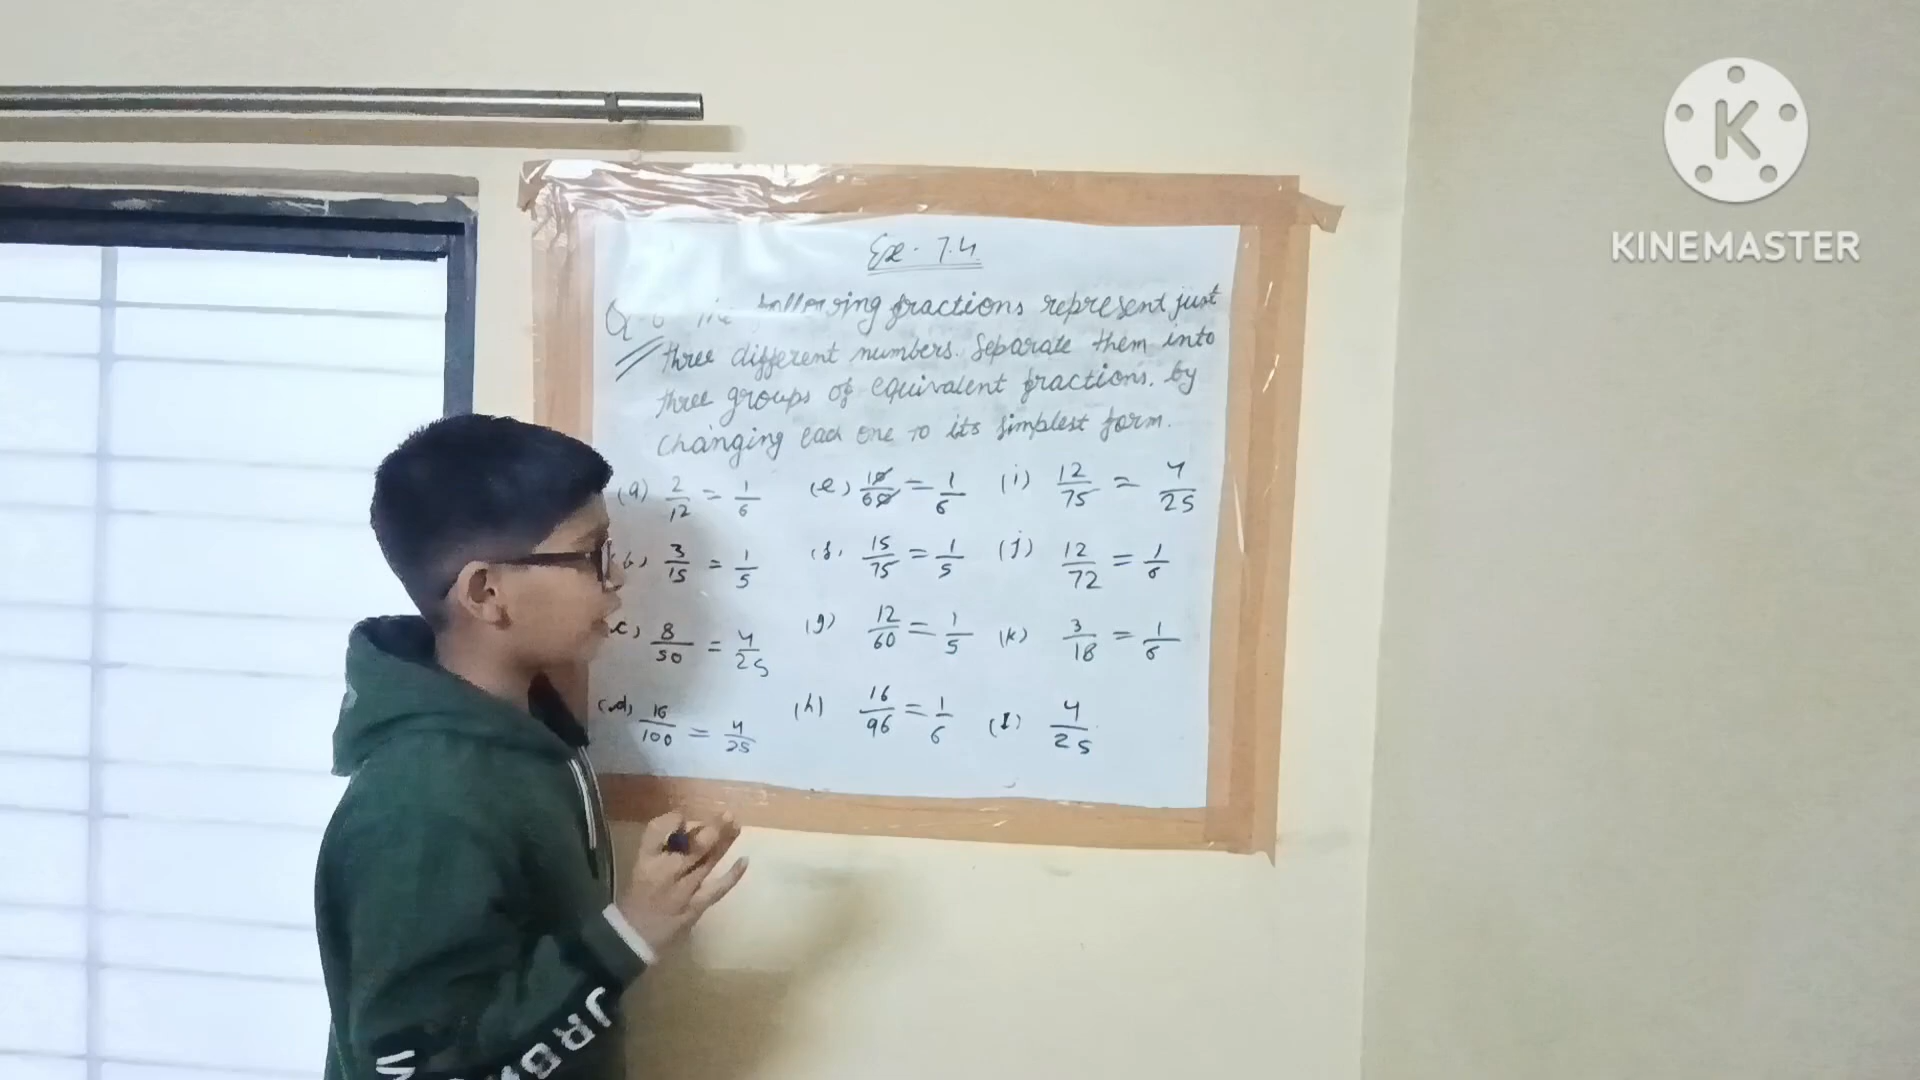 Ex - 7.4
Q-6 The following fractions represent just
three different numbers. Separate them into
three groups of equivalent fractions. by
changing each one to its simplest form.
(a) 2/12 = 1/6 (e) 10/60 = 1/6 (i) 12/75 = 4/25
(b) 3/15 = 1/5 (f) 15/75 = 1/5 (j) 12/72 = 1/6
(c) 8/50 = 4/25 (g) 12/60 = 1/5 (k) 3/18 = 1/6
(d) 16/100 = 4/25 (h) 16/96 = 1/6 (l) 4/25
K
KINEMASTER